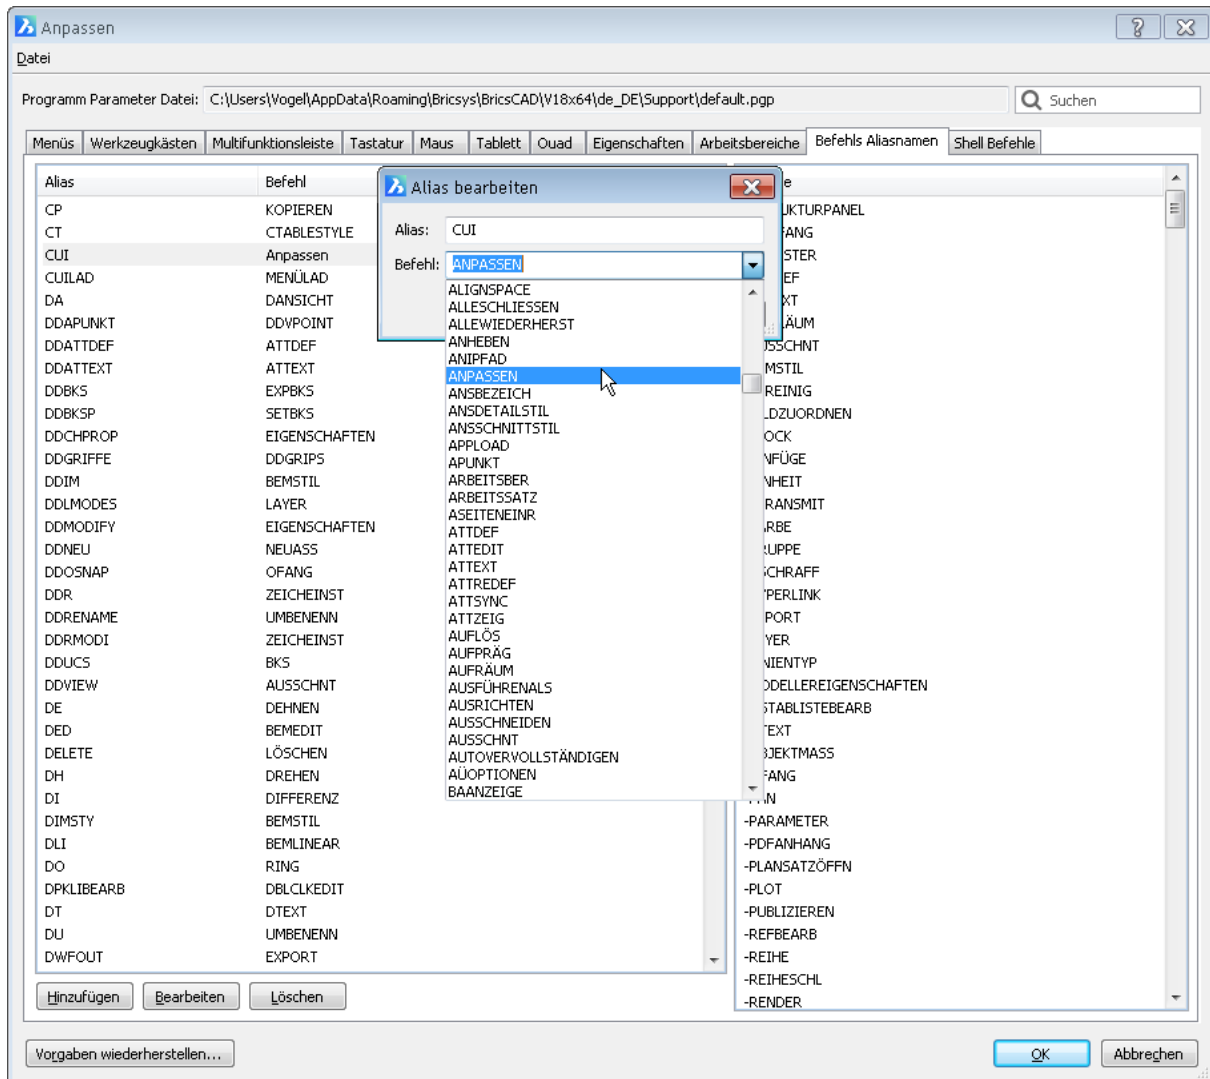 Anpassen
Datei
Programm Parameter Datei: C:\Users\Vogel\AppData\Roaming\Bricsys\BricsCAD\V18x64\de_DE\Support\default.pgp
Suchen
Menüs Werkzeugkästen Multifunktionsleiste Tastatur Maus Tablett Quad Eigenschaften Arbeitsbereiche Befehls Aliasnamen Shell Befehle
Alias Befehl
CP KOPIEREN
CT CTABLESTYLE
CUI Anpassen
CUILAD MENÜLAD
DA DANSICHT
DDAPUNKT DDVPOINT
DDATTDEF ATTDEF
DDATTEXT ATTEXT
DDBKS EXPBKS
DDBKSP SETBKS
DDCHPROP EIGENSCHAFTEN
DDGRIFFE DDGRIPS
DDIM BEMSTIL
DDLMODES LAYER
DDMODIFY EIGENSCHAFTEN
DDNEU NEUASS
DDOSNAP OFANG
DDR ZEICHEINST
DDRENAME UMBENENN
DDRMODI ZEICHEINST
DDUCS BKS
DDVIEW AUSSCHNT
DE DEHNEN
DED BEMEDIT
DELETE LÖSCHEN
DH DREHEN
DI DIFFERENZ
DIMSTY BEMSTIL
DLI BEMLINEAR
DO RING
DPKLIBEARB DBLCLKEDIT
DT DTEXT
DU UMBENENN
DWFOUT EXPORT
Hinzufügen Bearbeiten Löschen
Alias bearbeiten
Alias: CUI
Befehl: ANPASSEN
ALIGNSPACE
ALLESCHLIESSEN
ALLEWIEDERHERST
ANHEBEN
ANIPFAD
ANPASSEN
ANSBEZEICH
ANSDETAILSTIL
ANSSCHNITTSTIL
APPLOAD
APUNKT
ARBEITSBER
ARBEITSSATZ
ASEITENEINR
ATTDEF
ATTEDIT
ATTEXT
ATTREDEF
ATTSYNC
ATTZEIG
AUFLÖS
AUFPRÄG
AUFRÄUM
AUSFÜHRENALS
AUSRICHTEN
AUSSCHNEIDEN
AUSSCHNT
AUTOVERVOLLSTÄNDIGEN
AÜOPTIONEN
BAANZEIGE
-PARAMETER
-PDFANHANG
-PLANSATZÖFFN
-PLOT
-PUBLIZIEREN
-REFBEARB
-REIHE
-REIHESCHL
-RENDER
Vorgaben wiederherstellen... OK Abbrechen